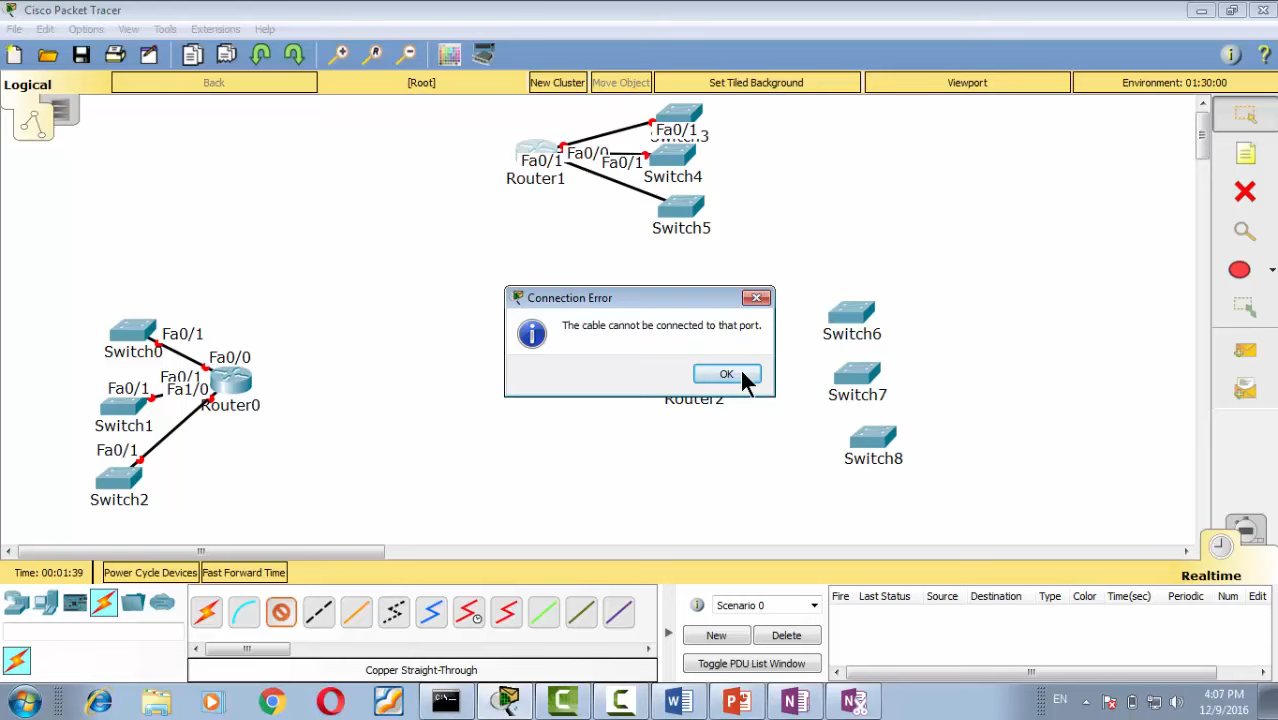 Cisco Packet Tracer
File Edit Options View Tools Extensions Help
Logical
Back
[Root]
New Cluster
Move Object
Set Tiled Background
Viewport
Environment: 01:30:00
Fa0/1
Switch3
Fa0/0
Fa0/1
Fa0/1
Router1
Switch4
Switch5
Connection Error
The cable cannot be connected to that port.
OK
Router2
Switch6
Switch7
Switch8
Fa0/1
Switch0
Fa0/0
Fa0/1
Fa0/1
Fa1/0
Router0
Switch1
Fa0/1
Switch2
Time: 00:01:39
Power Cycle Devices
Fast Forward Time
Realtime
Scenario 0
New
Delete
Toggle PDU List Window
Fire Last Status Source Destination Type Color Time(sec) Periodic Num Edit
Copper Straight-Through
EN
4:07 PM
12/9/2016